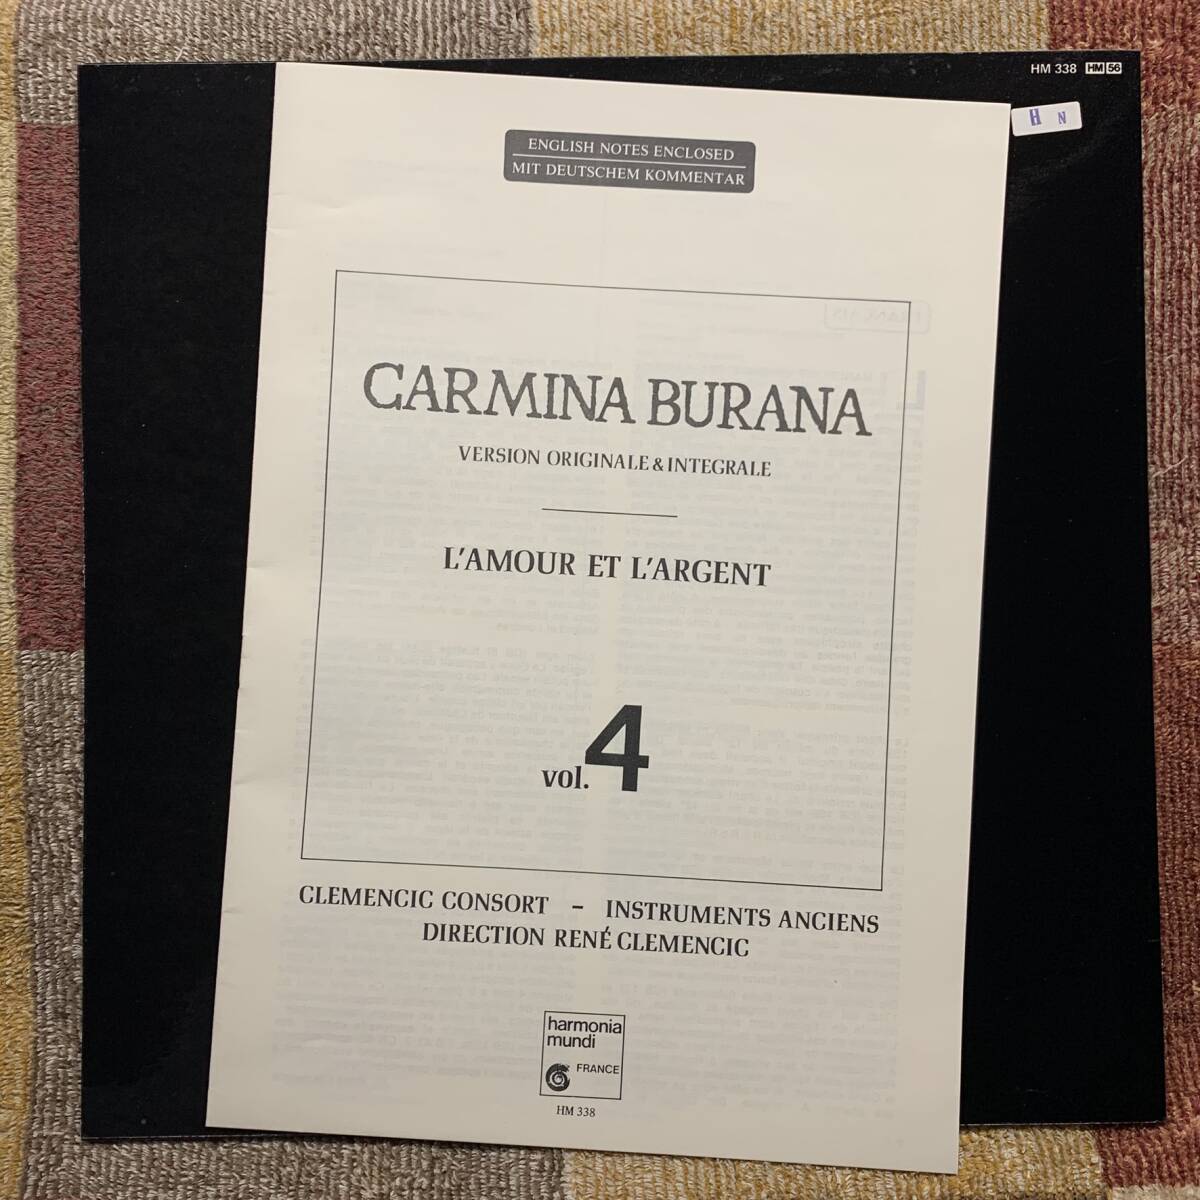 HM 338 HM 56
H N
ENGLISH NOTES ENCLOSED
MIT DEUTSCHEM KOMMENTAR
CARMINA BURANA
VERSION ORIGINALE & INTEGRALE
L'AMOUR ET L'ARGENT
vol. 4
CLEMENCIC CONSORT – INSTRUMENTS ANCIENS
DIRECTION RENÉ CLEMENCIC
harmonia
mundi
FRANCE
HM 338